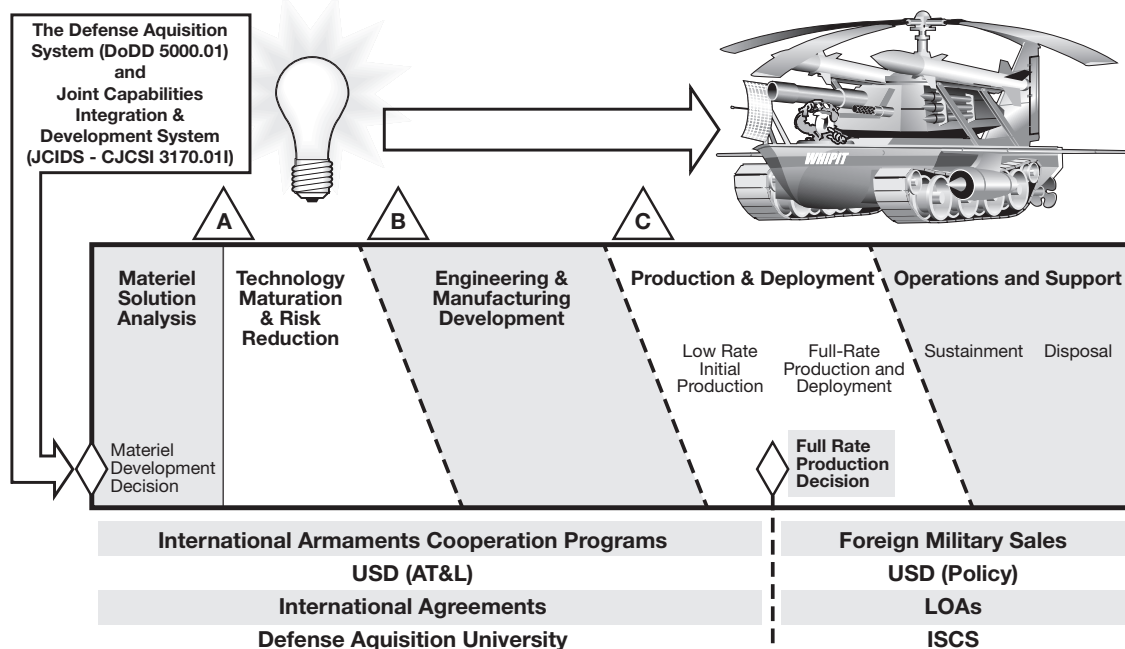 The Defense Aquisition
System (DoDD 5000.01)
and
Joint Capabilities
Integration &
Development System
(JCIDS - CJCSI 3170.01I)
WHIPIT
A
B
C
Materiel
Solution
Analysis
Technology
Maturation
& Risk
Reduction
Engineering &
Manufacturing
Development
Production & Deployment
Operations and Support
Low Rate
Initial
Production
Full-Rate
Production and
Deployment
Sustainment
Disposal
Materiel
Development
Decision
Full Rate
Production
Decision
International Armaments Cooperation Programs
Foreign Military Sales
USD (AT&L)
USD (Policy)
International Agreements
LOAs
Defense Aquisition University
ISCS